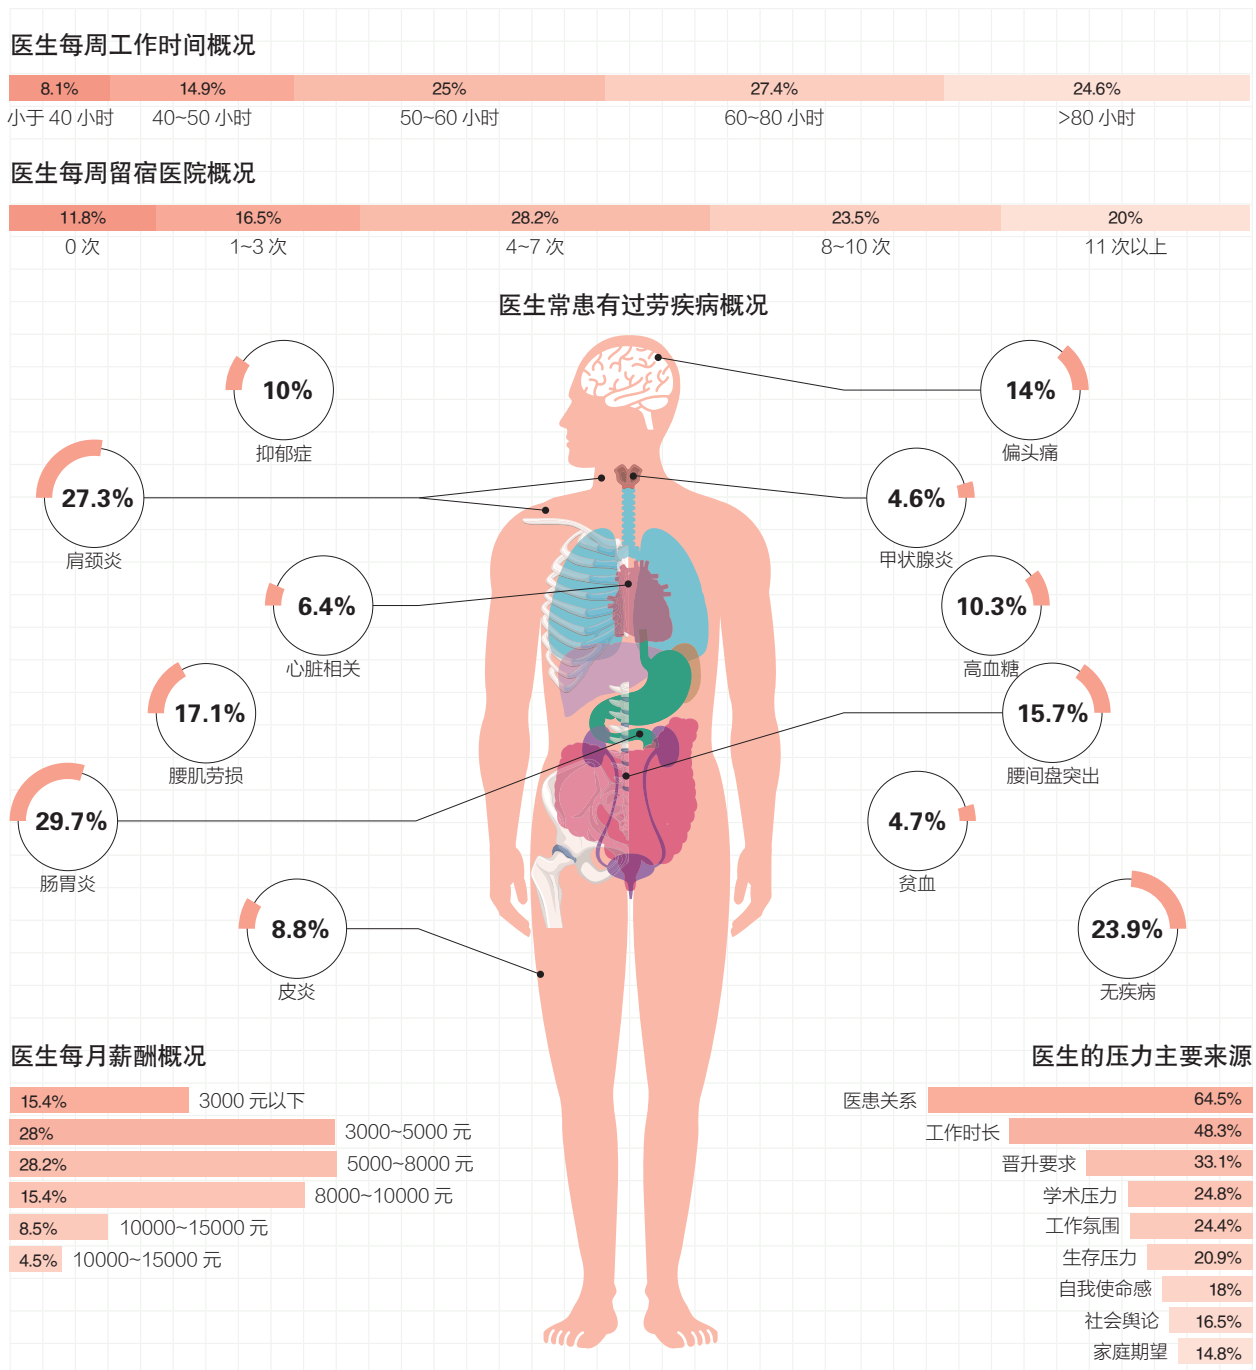 医生每周工作时间概况
8.1% 14.9% 25% 27.4% 24.6%
小于 40 小时 40~50 小时 50~60 小时 60~80 小时 >80 小时
医生每周留宿医院概况
11.8% 16.5% 28.2% 23.5% 20%
0 次 1~3 次 4~7 次 8~10 次 11 次以上
医生常患有过劳疾病概况
10%
抑郁症
14%
偏头痛
27.3%
肩颈炎
4.6%
甲状腺炎
6.4%
心脏相关
10.3%
高血糖
17.1%
腰肌劳损
15.7%
腰间盘突出
29.7%
肠胃炎
4.7%
贫血
8.8%
皮炎
23.9%
无疾病
医生每月薪酬概况
15.4% 3000 元以下
28% 3000~5000 元
28.2% 5000~8000 元
15.4% 8000~10000 元
8.5% 10000~15000 元
4.5% 10000~15000 元
医生的压力主要来源
医患关系 64.5%
工作时长 48.3%
晋升要求 33.1%
学术压力 24.8%
工作氛围 24.4%
生存压力 20.9%
自我使命感 18%
社会舆论 16.5%
家庭期望 14.8%